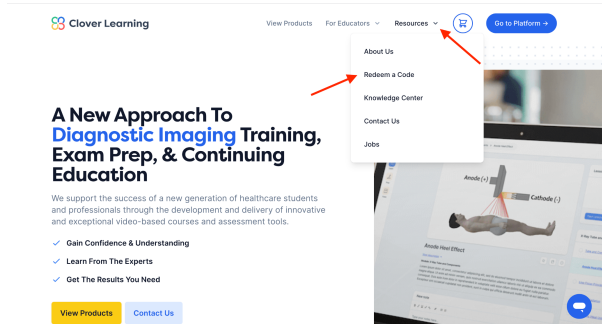 Clover Learning
View Products For Educators Resources Go to Platform →
About Us
Redeem a Code
Knowledge Center
Contact Us
Jobs
A New Approach To
Diagnostic Imaging Training,
Exam Prep, & Continuing
Education
We support the success of a new generation of healthcare students
and professionals through the development and delivery of innovative
and exceptional video-based courses and assessment tools.
Gain Confidence & Understanding
Learn From The Experts
Get The Results You Need
View Products Contact Us
Anode (+)
Cathode (-)
Anode Heel Effect